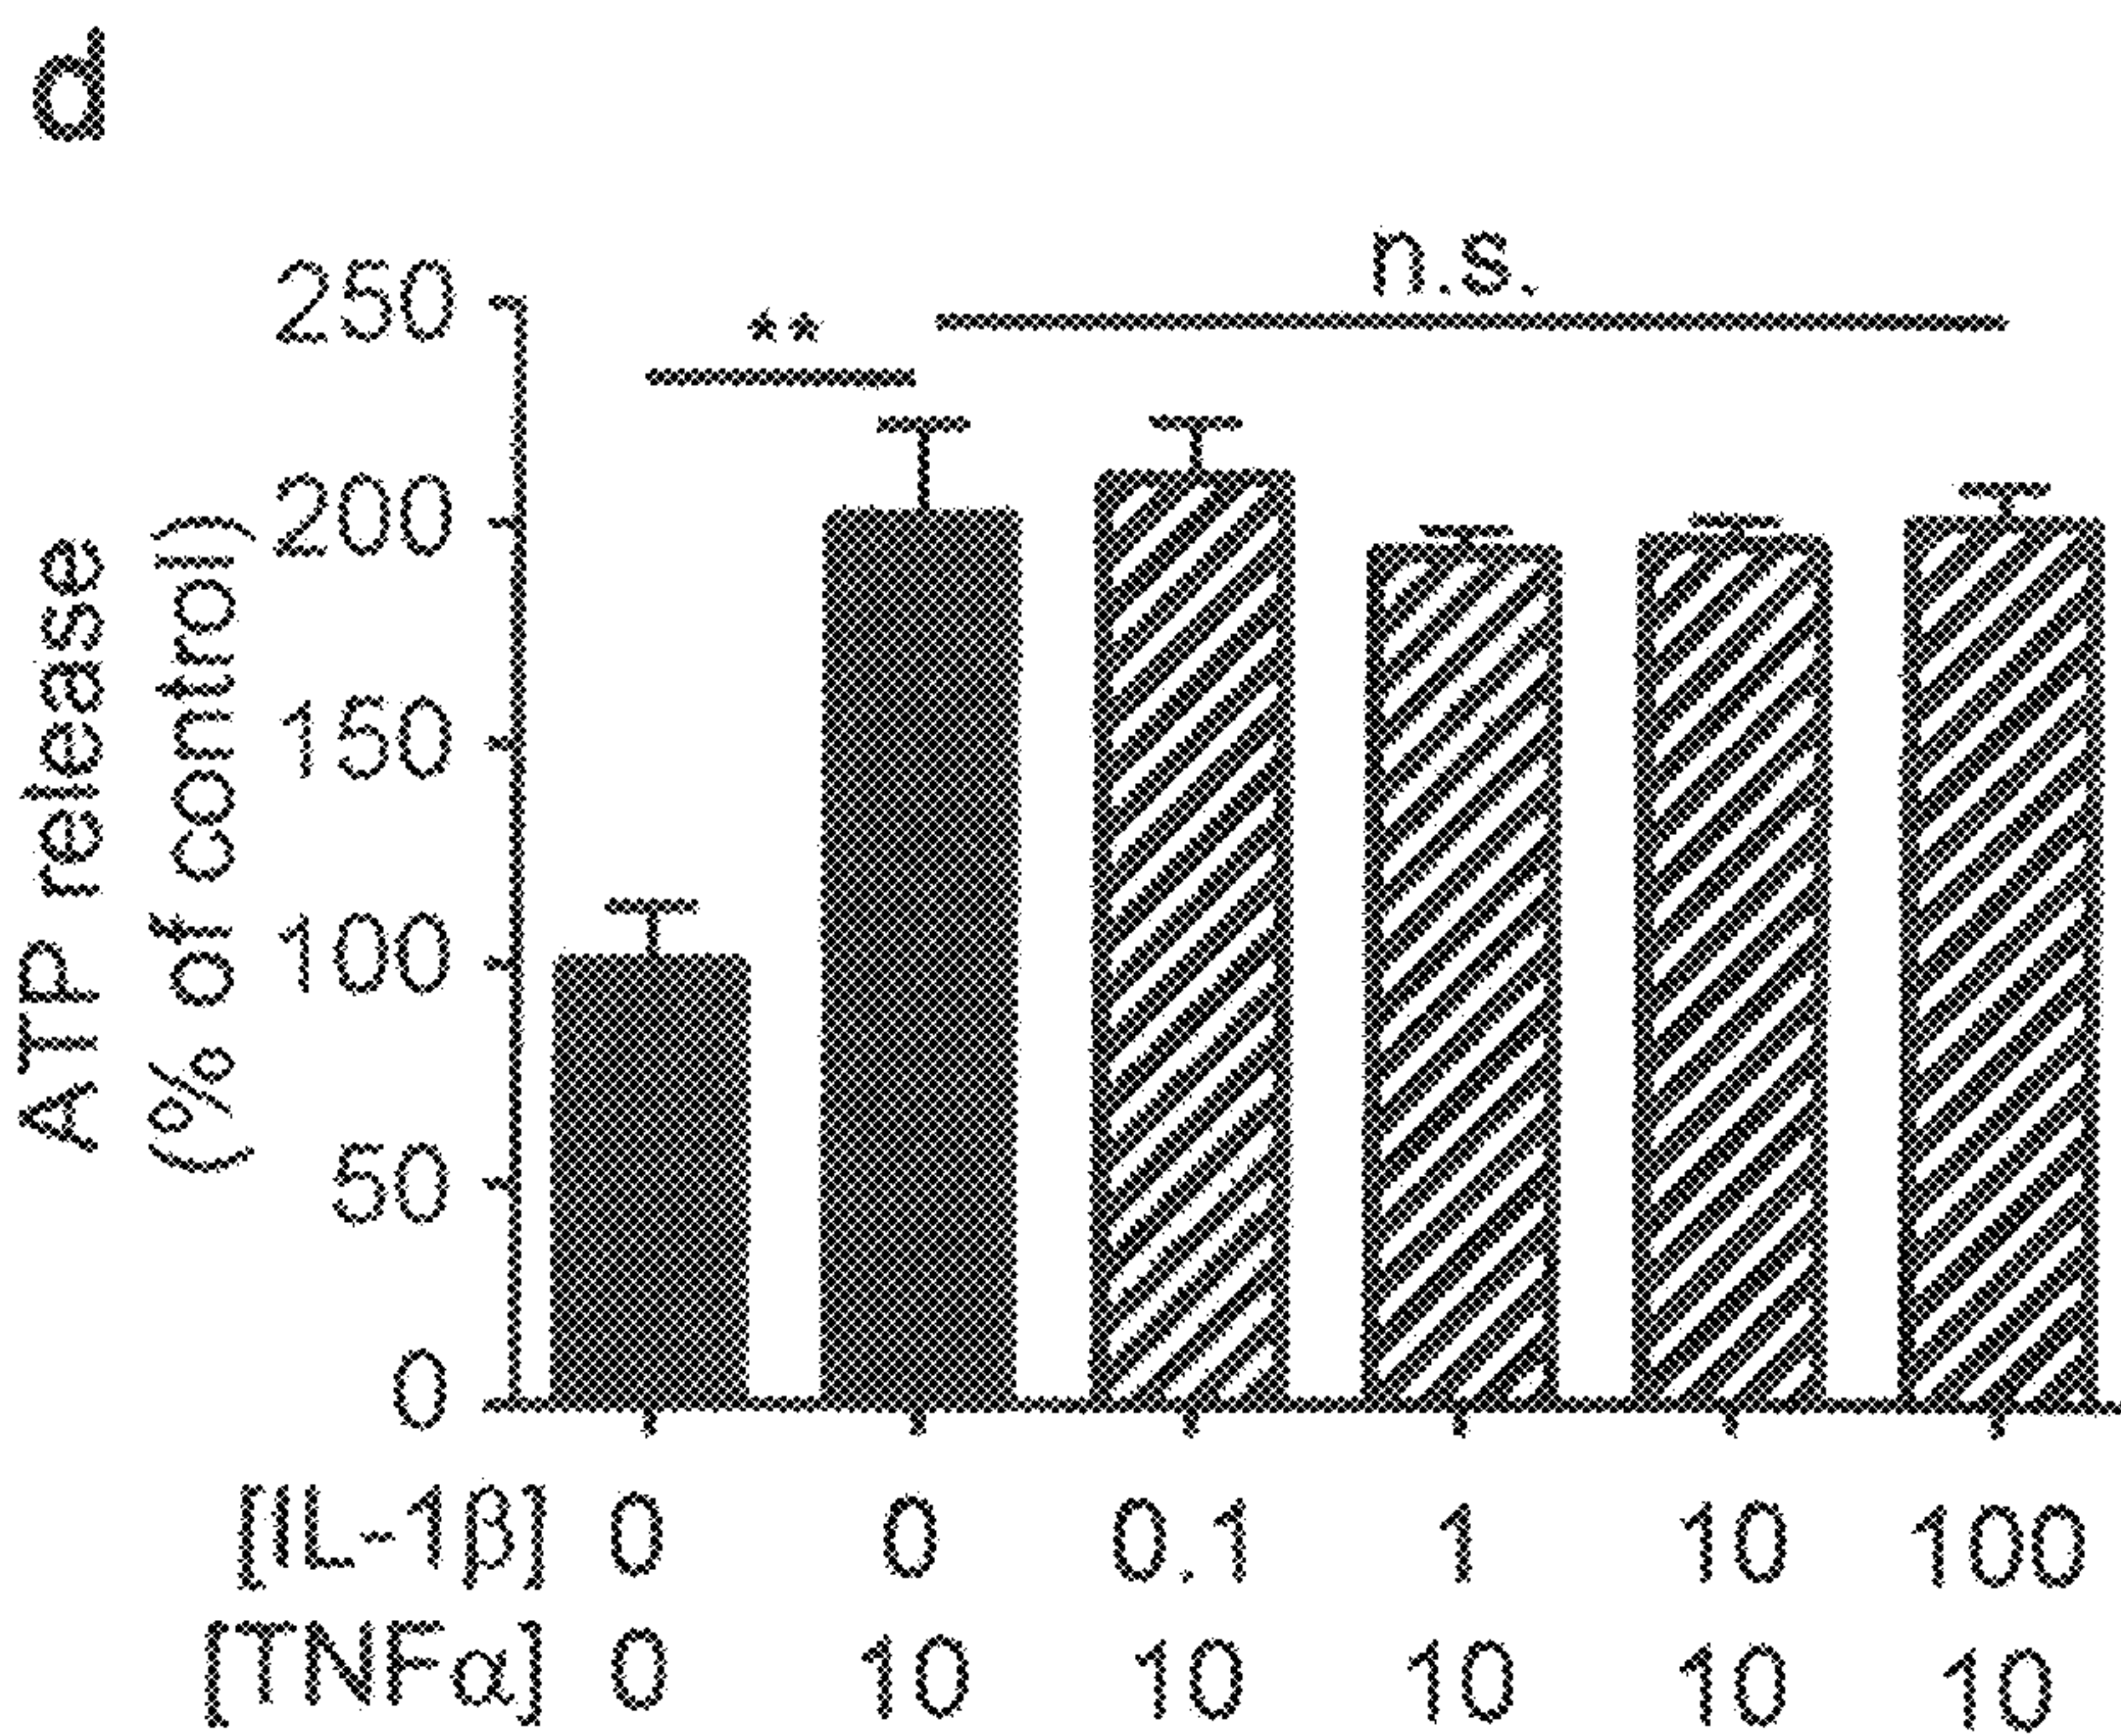 d
n.s.
**
250
200
150
100
50
0
ATP release
(% of control)
[IL-1β] 0 0 0.1 1 10 100
[TNFα] 0 10 10 10 10 10